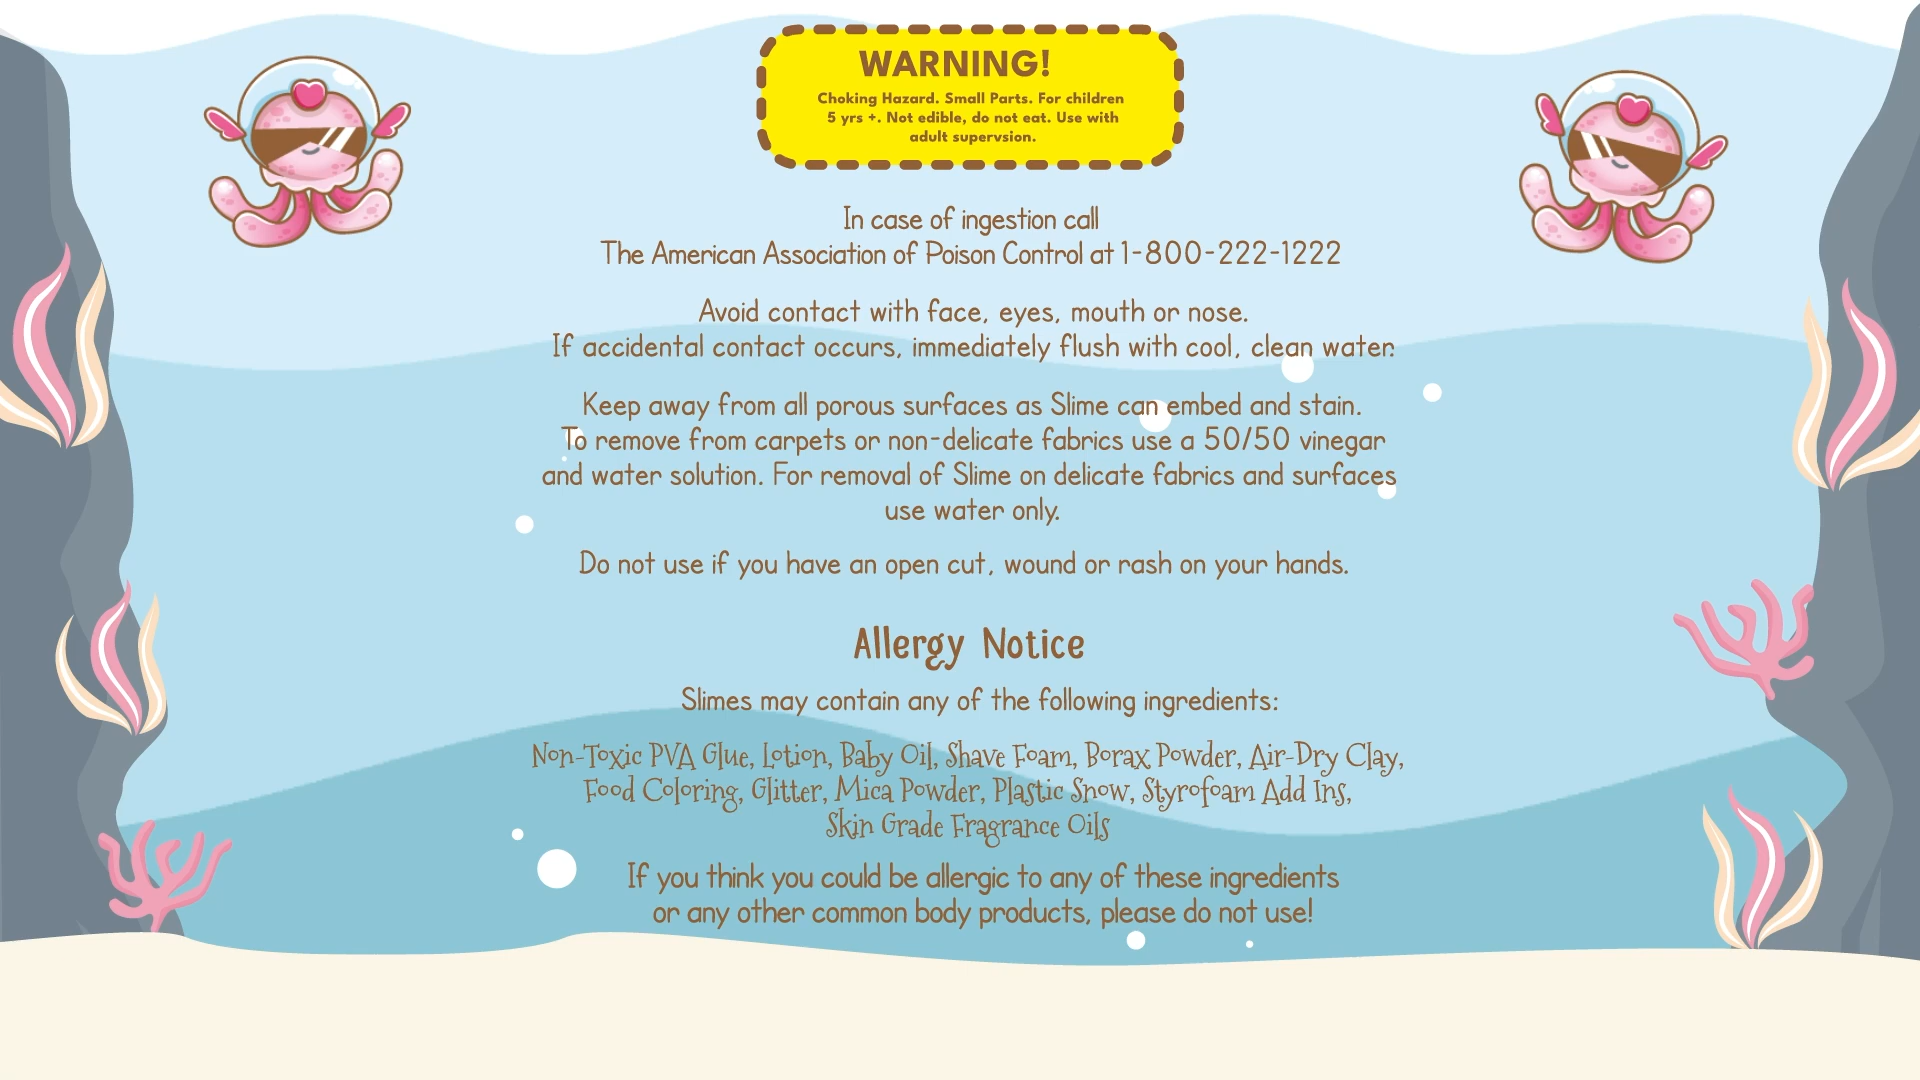 WARNING!
Choking Hazard. Small Parts. For children
5 yrs +. Not edible, do not eat. Use with
adult supervsion.
In case of ingestion call
The American Association of Poison Control at 1-800-222-1222
Avoid contact with face, eyes, mouth or nose.
If accidental contact occurs, immediately flush with cool, clean water.
Keep away from all porous surfaces as Slime can embed and stain.
To remove from carpets or non-delicate fabrics use a 50/50 vinegar
and water solution. For removal of Slime on delicate fabrics and surfaces
use water only.
Do not use if you have an open cut, wound or rash on your hands.
Allergy Notice
Slimes may contain any of the following ingredients:
Non-Toxic PVA Glue, Lotion, Baby Oil, Shave Foam, Borax Powder, Air-Dry Clay,
Food Coloring, Glitter, Mica Powder, Plastic Snow, Styrofoam Add Ins,
Skin Grade Fragrance Oils
If you think you could be allergic to any of these ingredients
or any other common body products, please do not use!